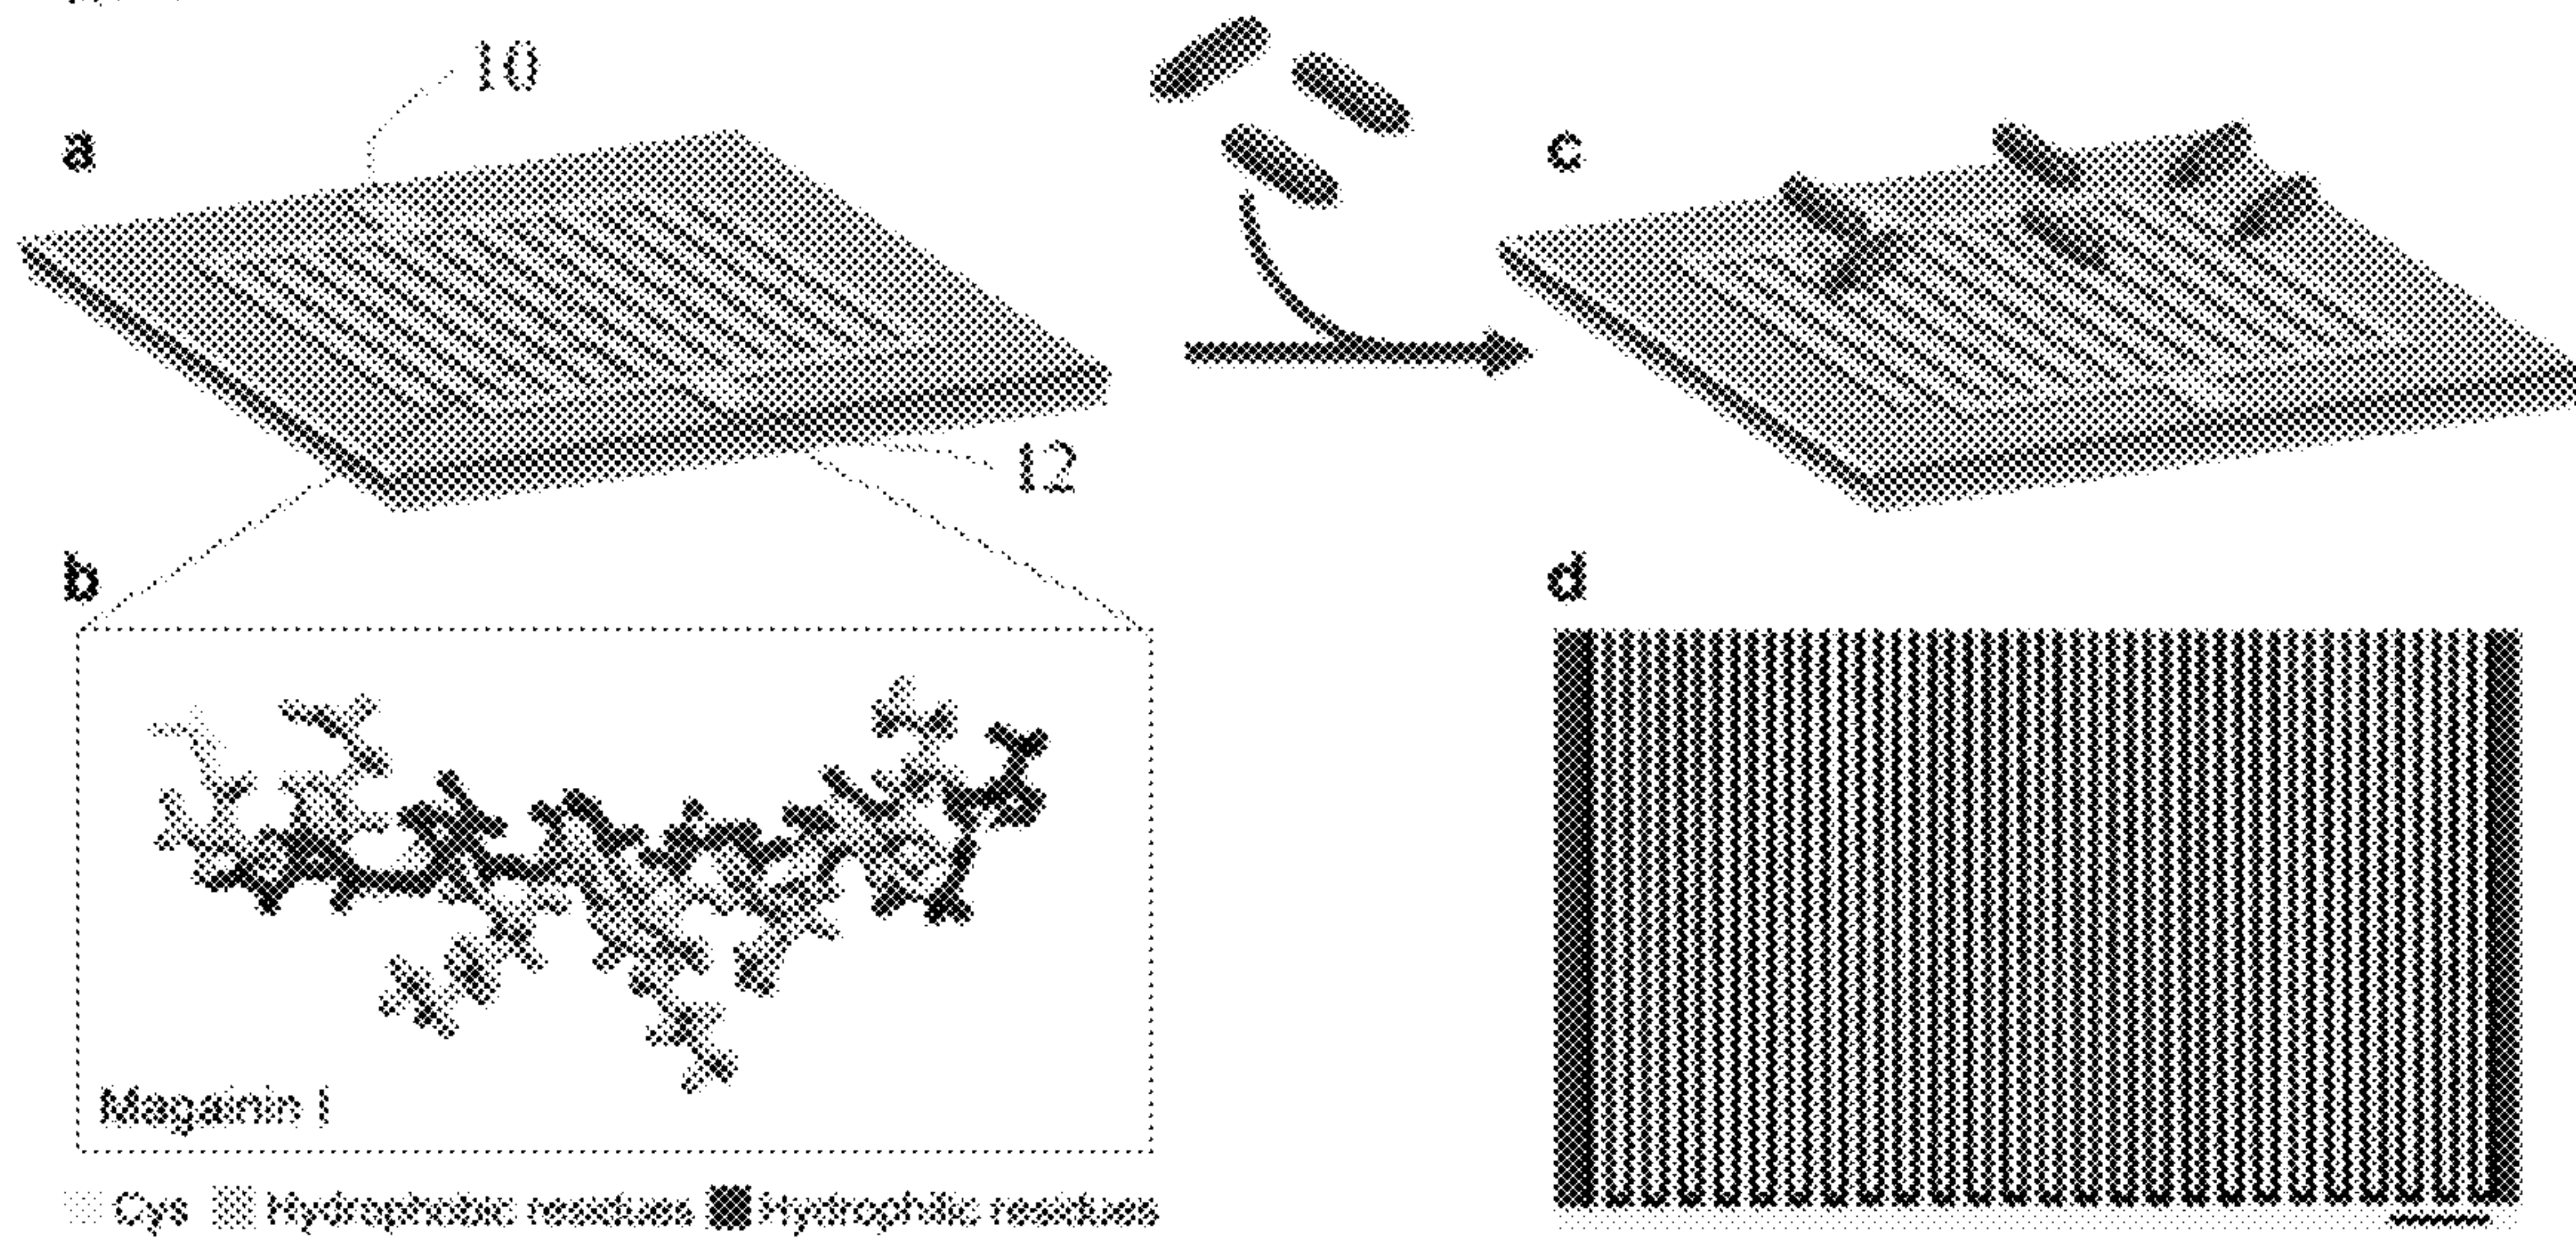 10
a
c
12
b
d
Magainin I
Cys Hydrophobic residues Hydrophilic residues